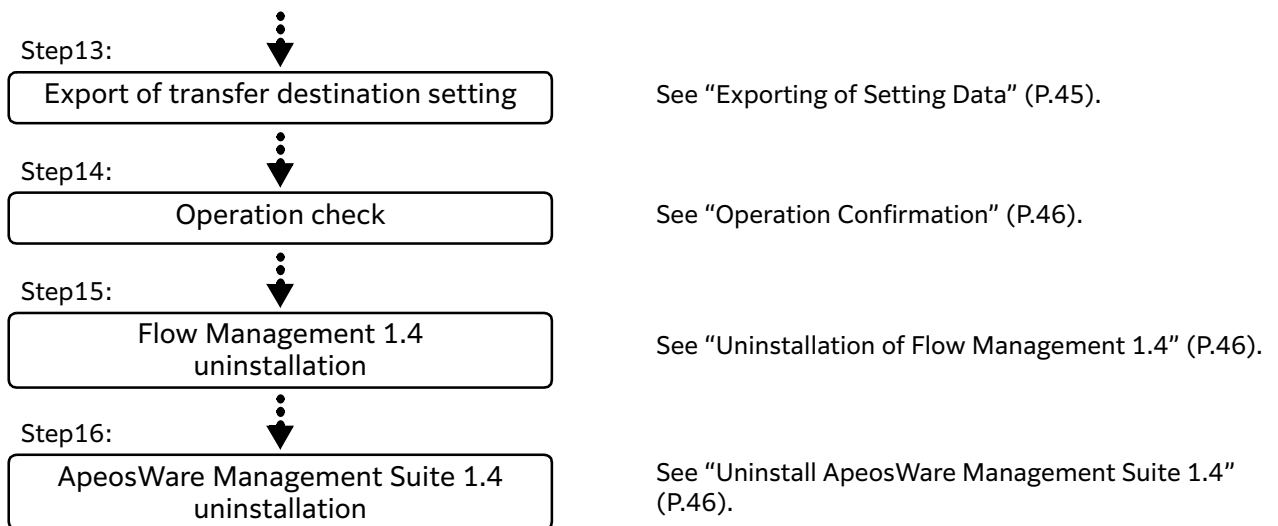 Step13:
Export of transfer destination setting
See “Exporting of Setting Data” (P.45).
Step14:
Operation check
See “Operation Confirmation” (P.46).
Step15:
Flow Management 1.4
uninstallation
See “Uninstallation of Flow Management 1.4” (P.46).
Step16:
ApeosWare Management Suite 1.4
uninstallation
See “Uninstall ApeosWare Management Suite 1.4”
(P.46).